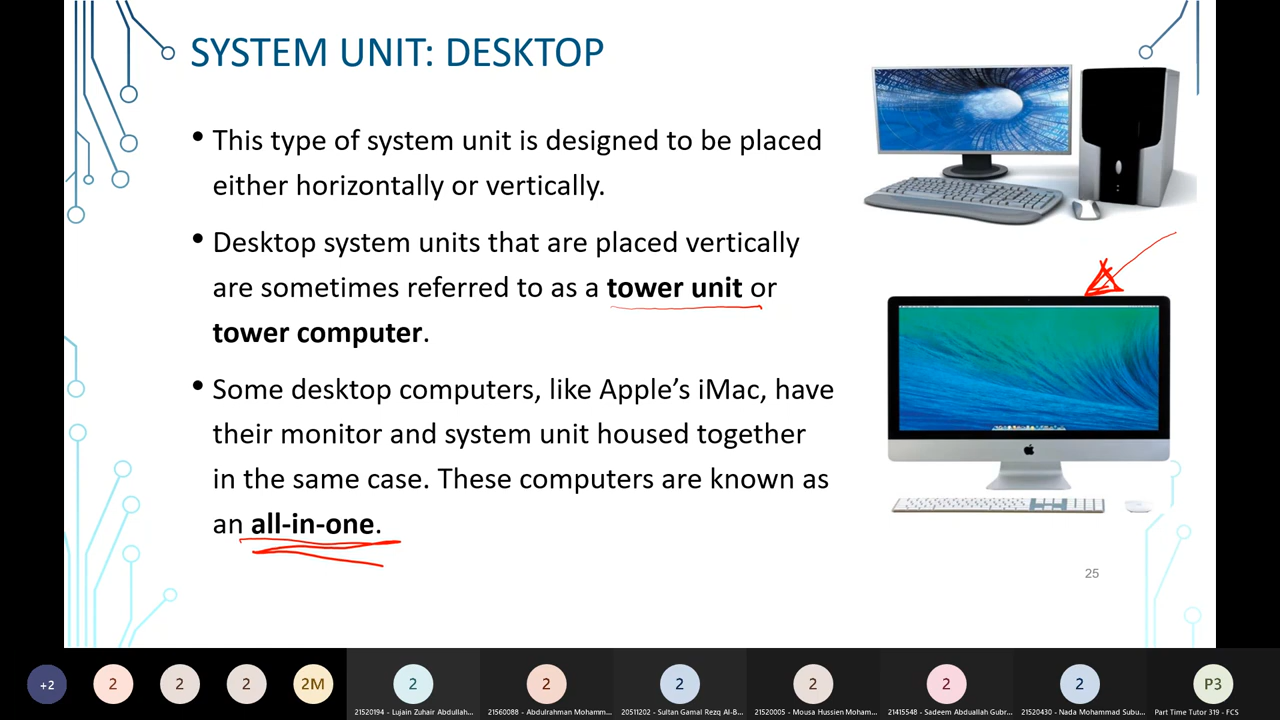 SYSTEM UNIT: DESKTOP
• This type of system unit is designed to be placed
either horizontally or vertically.
• Desktop system units that are placed vertically
are sometimes referred to as a tower unit or
tower computer.
• Some desktop computers, like Apple’s iMac, have
their monitor and system unit housed together
in the same case. These computers are known as
an all-in-one.
25
+2
2
2
2
2M
2
2
2
2
2
2
P3
21520194 - Lujain Zuhair Abdullah...
21560088 - Abdulrahman Mohamm...
20511202 - Sultan Gamal Rezq Al-B...
21520005 - Mousa Hussien Moham...
21415548 - Sadeem Abduallah Gubr...
21520430 - Nada Mohammad Subu...
Part Time Tutor 319 - FCS